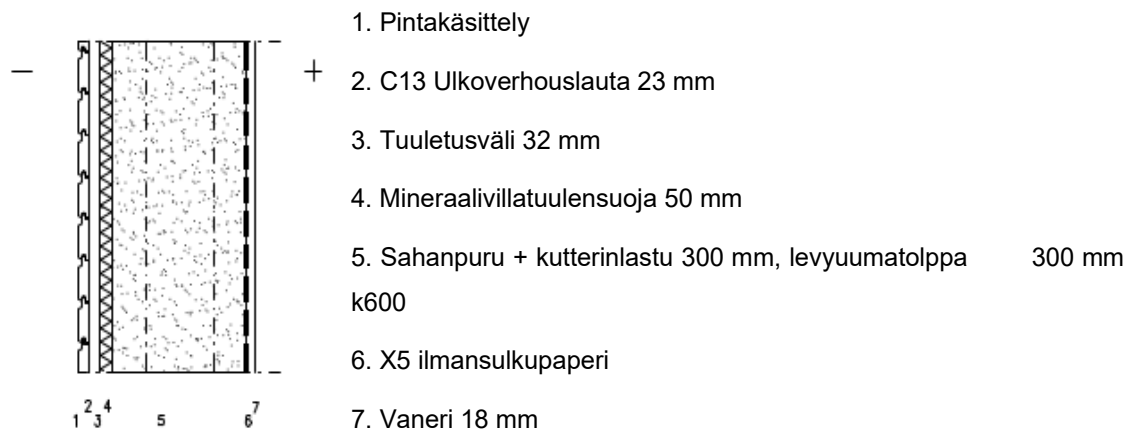 1. Pintakäsittely
2. C13 Ulkoverhouslauta 23 mm
3. Tuuletusväli 32 mm
4. Mineraalivillatuulensuoja 50 mm
5. Sahanpuru + kutterinlastu 300 mm, levyuumatolppa 300 mm
k600
6. X5 ilmansulkupaperi
7. Vaneri 18 mm
– +
1 2 3 4 5 6 7